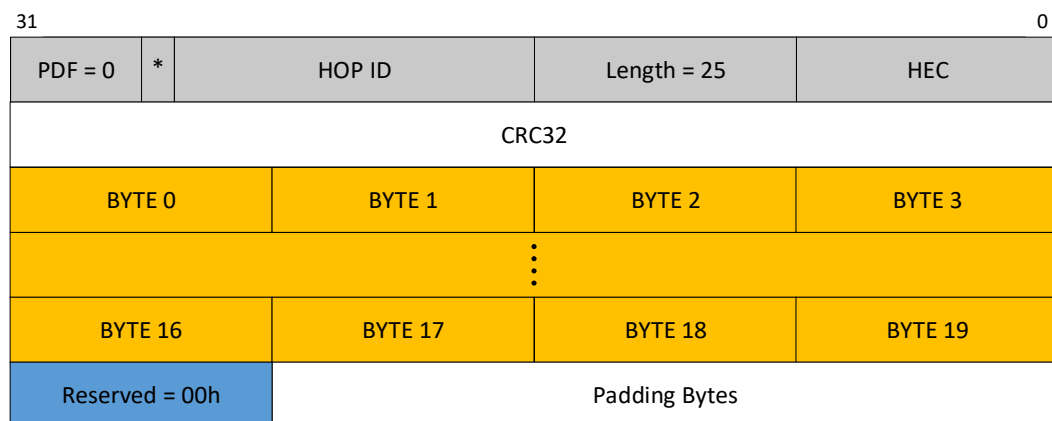 31 0
PDF = 0 * HOP ID Length = 25 HEC
CRC32
BYTE 0 BYTE 1 BYTE 2 BYTE 3
BYTE 16 BYTE 17 BYTE 18 BYTE 19
Reserved = 00h Padding Bytes